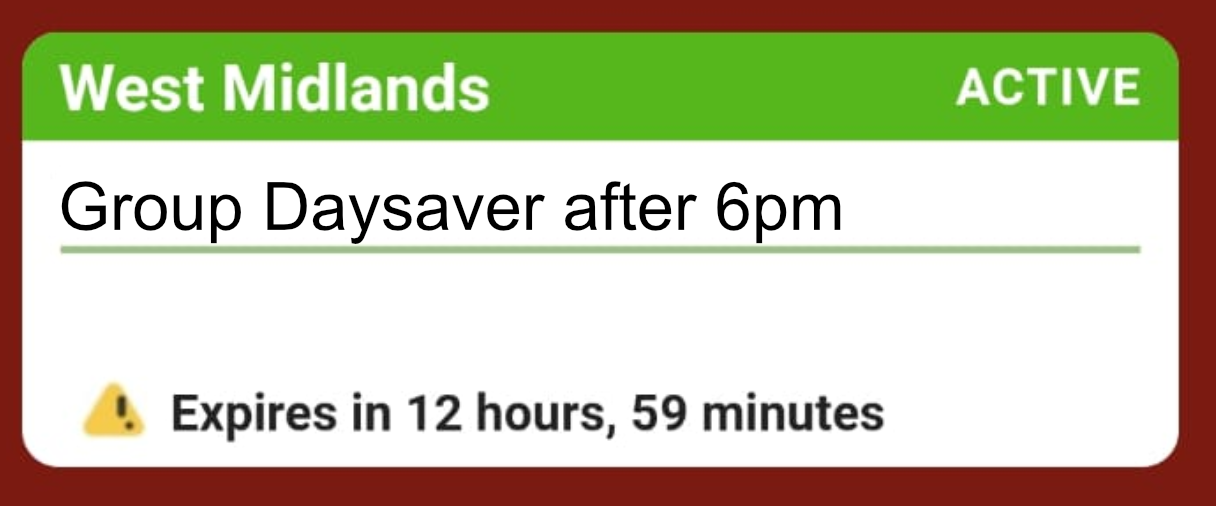 West Midlands
ACTIVE
Group Daysaver after 6pm
Expires in 12 hours, 59 minutes